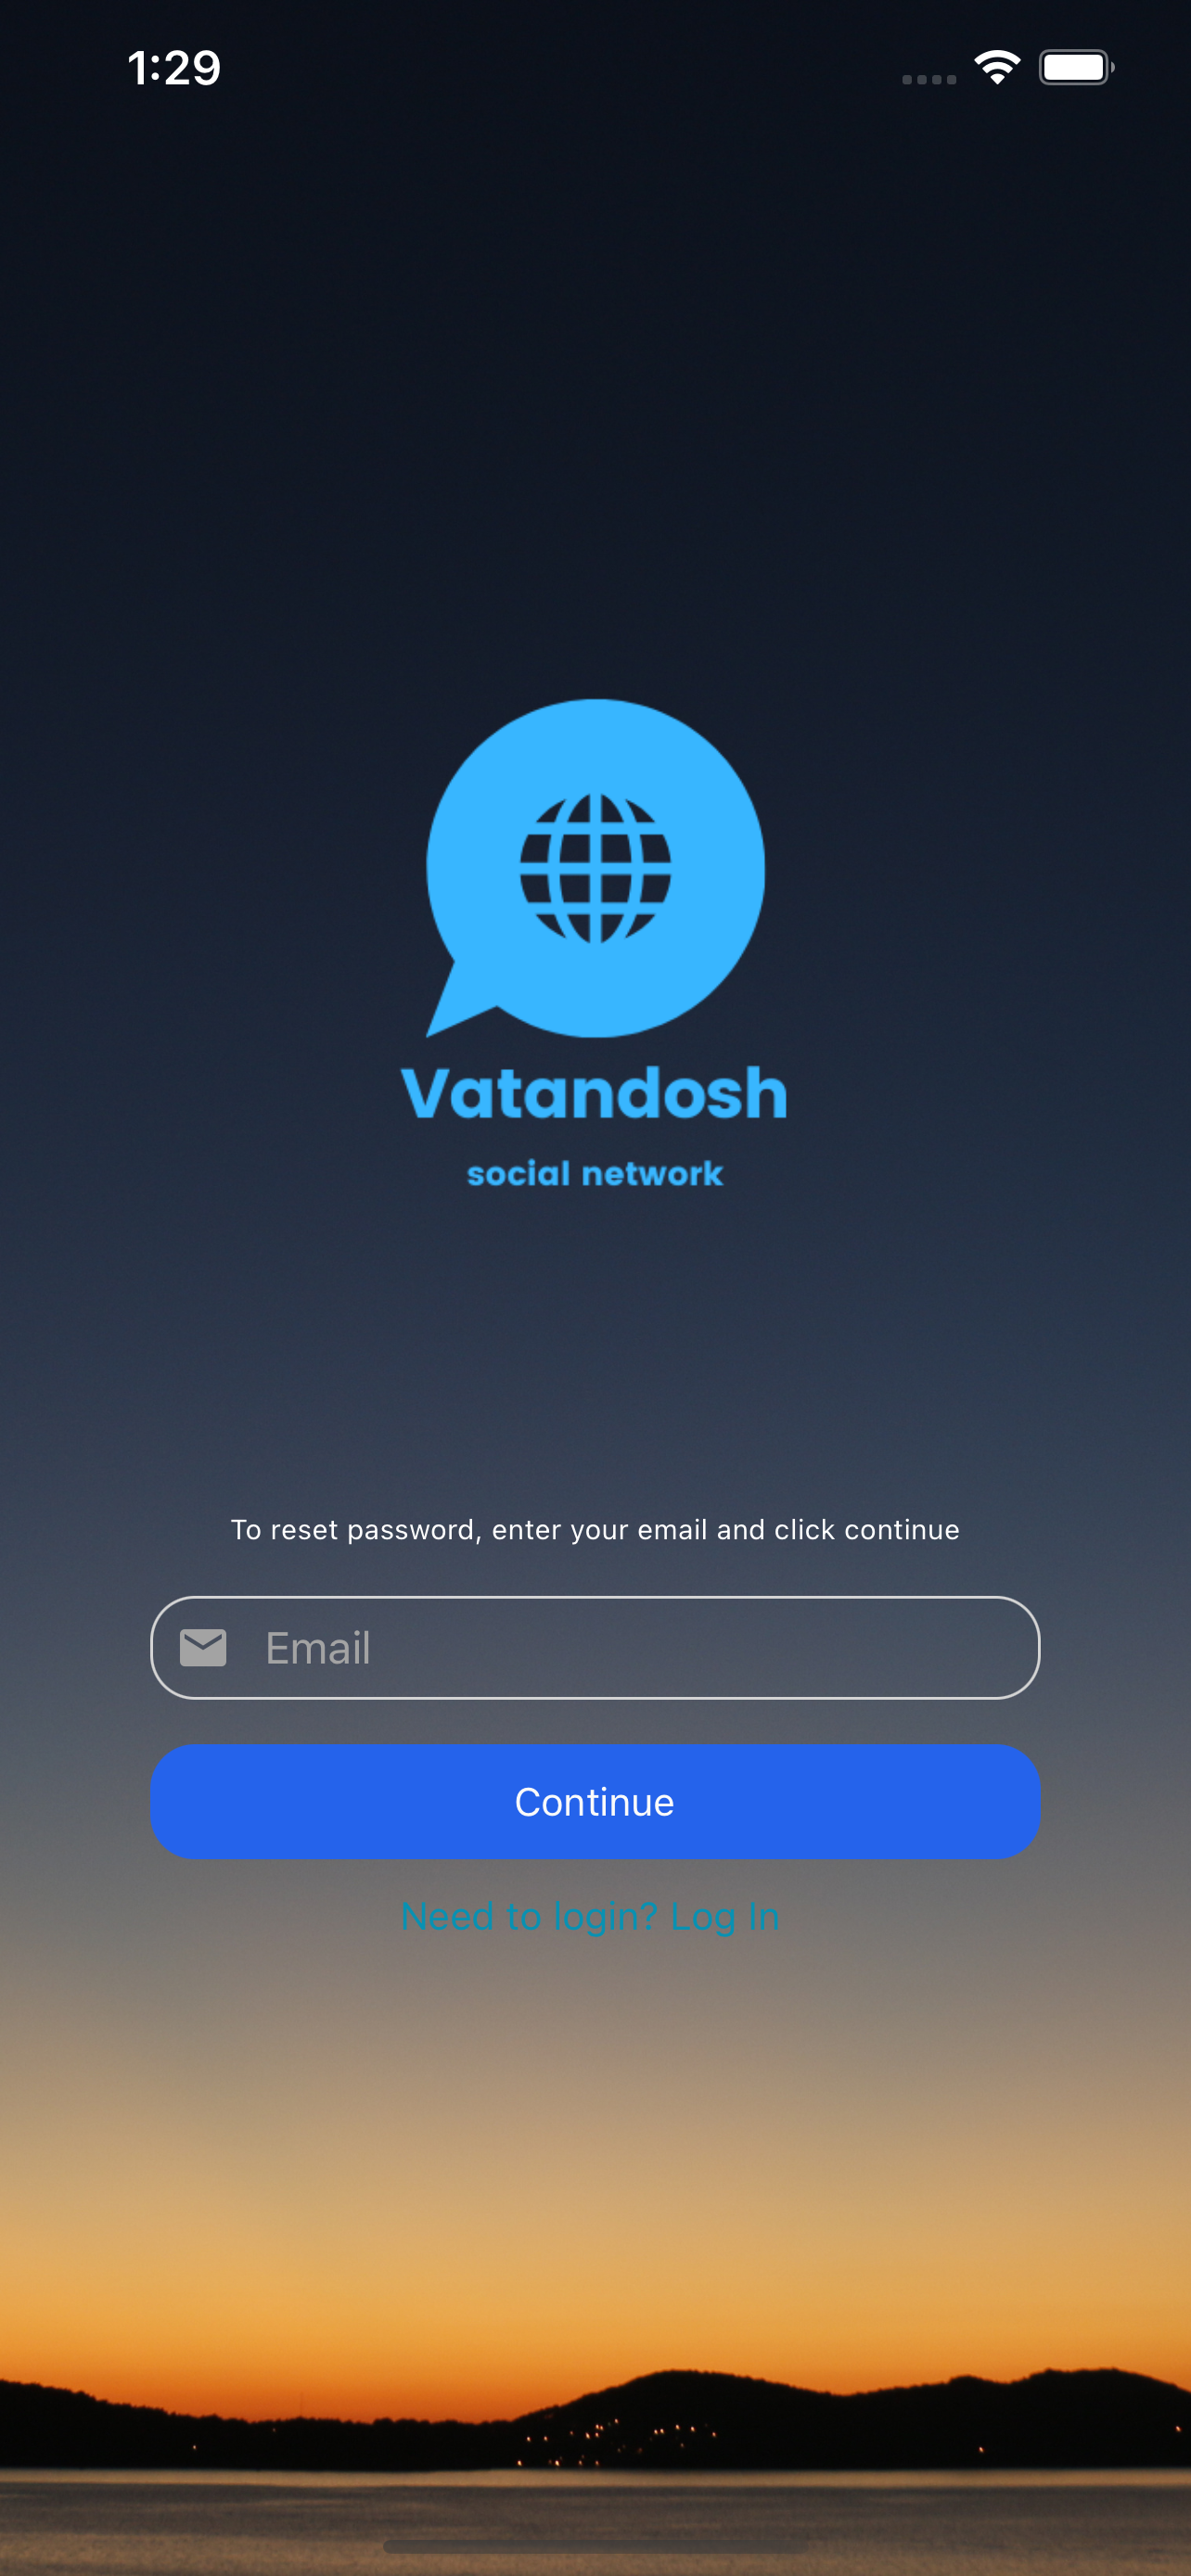 1:29
Vatandosh
social network
To reset password, enter your email and click continue
Email
Continue
Need to login? Log In